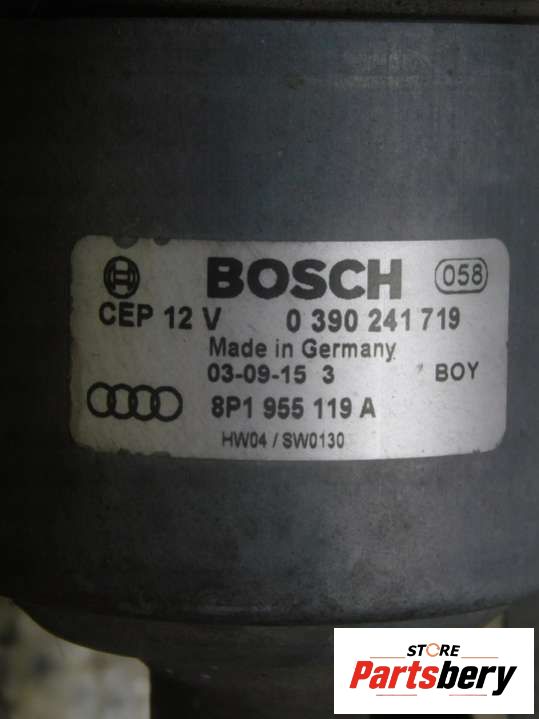 BOSCH 058
CEP 12 V 0 390 241 719
Made in Germany
03-09-15 3 BOY
8P1 955 119 A
HW04 / SW0130
STORE
Partsbery